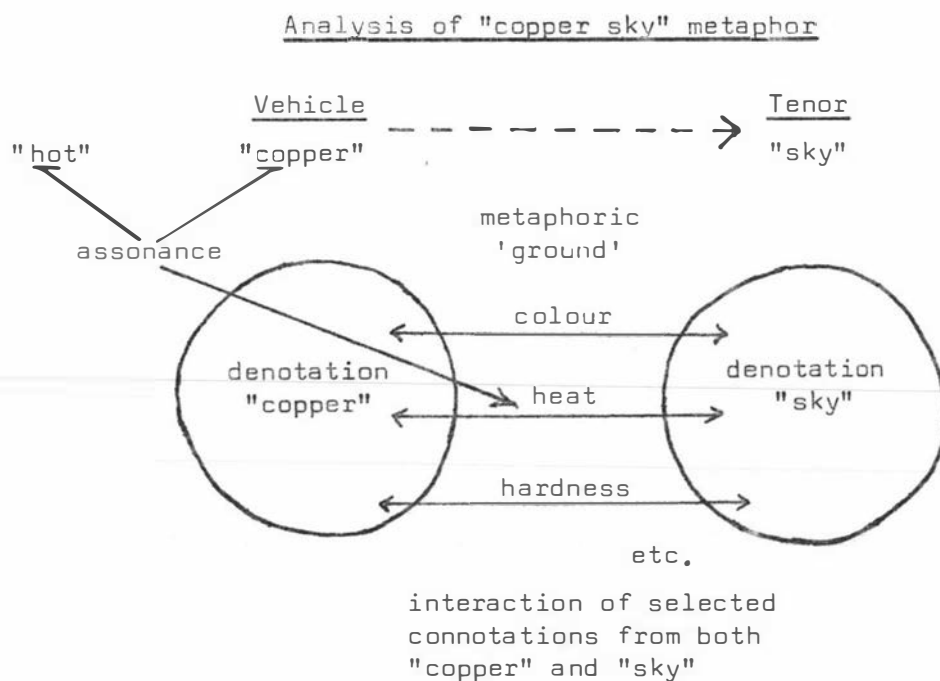 Analysis of "copper sky" metaphor
Vehicle
Tenor
"hot"
"copper"
"sky"
metaphoric
'ground'
assonance
colour
denotation
"copper"
heat
denotation
"sky"
hardness
etc.
interaction of selected
connotations from both
"copper" and "sky"